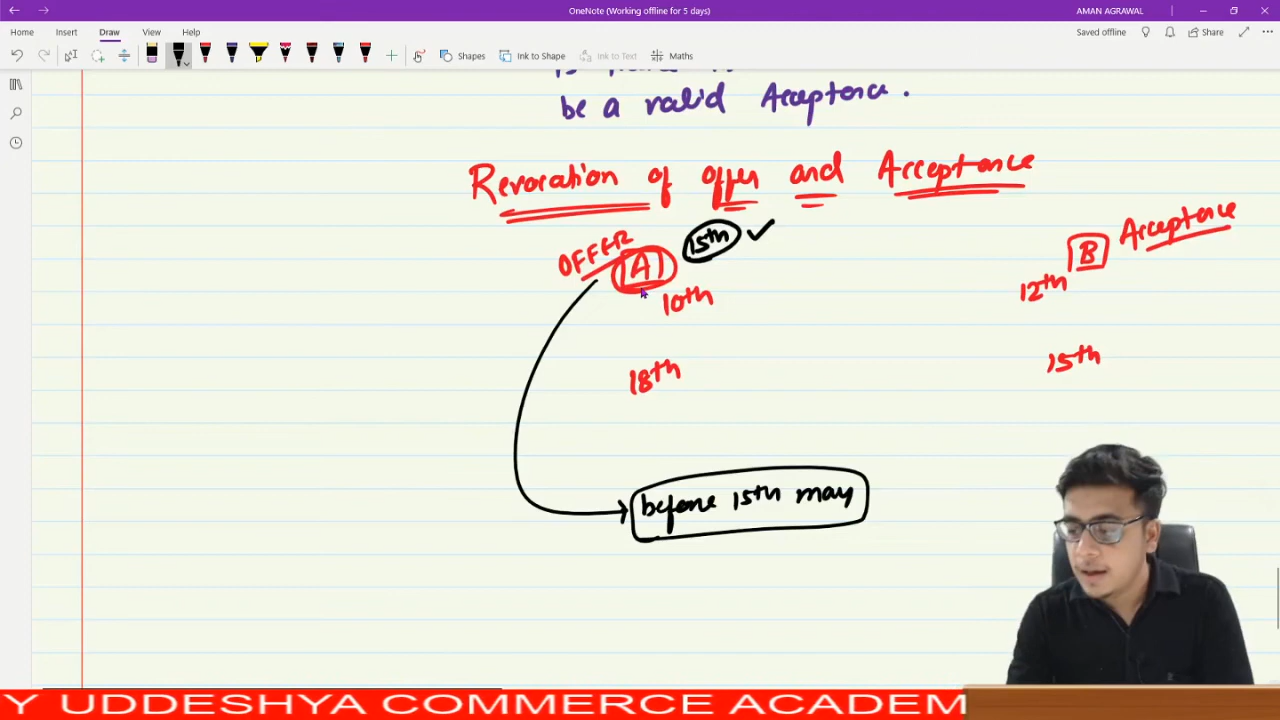 OneNote (Working offline for 5 days)
AMAN AGRAWAL
Home Insert Draw View Help
Saved offline Share
Shapes Ink to Shape Ink to Text Maths
be a valid Acceptance.
Revocation of offer and Acceptance
OFFER A 15th B Acceptance
10th 12th
18th 15th
before 15th may
Y UDDESHYA COMMERCE ACADEM